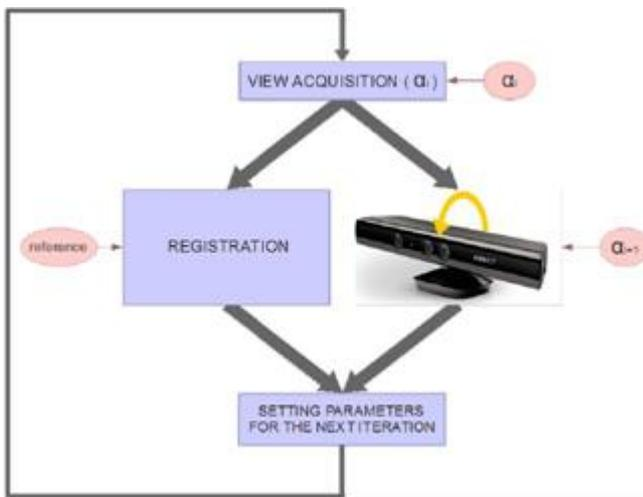 VIEW ACQUISITION ( αᵢ )
αᵢ
reference
REGISTRATION
αᵢ₊₁
SETTING PARAMETERS
FOR THE NEXT ITERATION